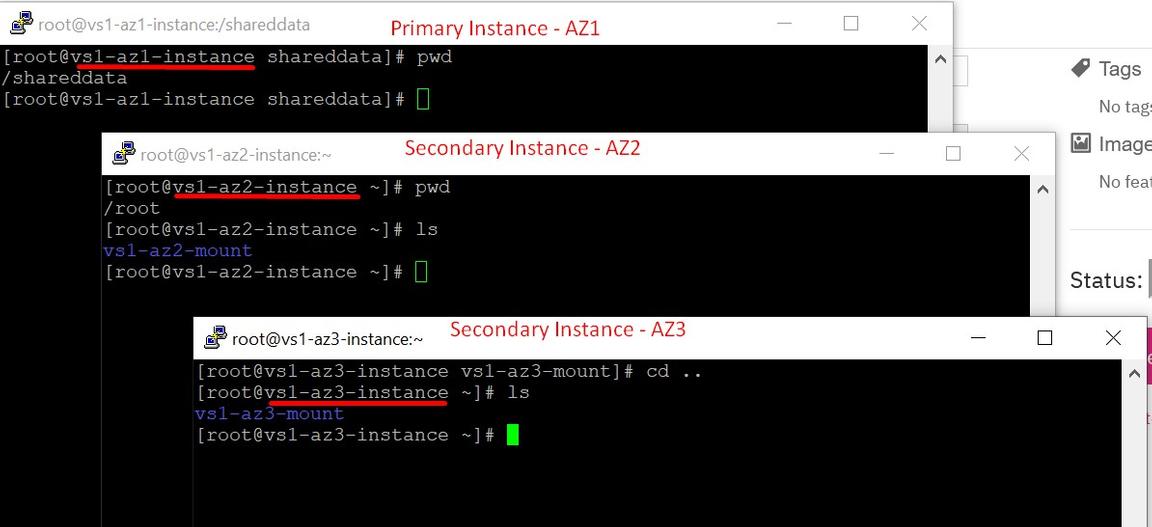 root@vs1-az1-instance:/shareddata
Primary Instance - AZ1
[root@vs1-az1-instance shareddata]# pwd
/shareddata
[root@vs1-az1-instance shareddata]#
root@vs1-az2-instance:~
Secondary Instance - AZ2
[root@vs1-az2-instance ~]# pwd
/root
[root@vs1-az2-instance ~]# ls
vs1-az2-mount
[root@vs1-az2-instance ~]#
root@vs1-az3-instance:~
Secondary Instance - AZ3
[root@vs1-az3-instance vs1-az3-mount]# cd ..
[root@vs1-az3-instance ~]# ls
vs1-az3-mount
[root@vs1-az3-instance ~]#
Tags
No tags
Image
No feat
Status: